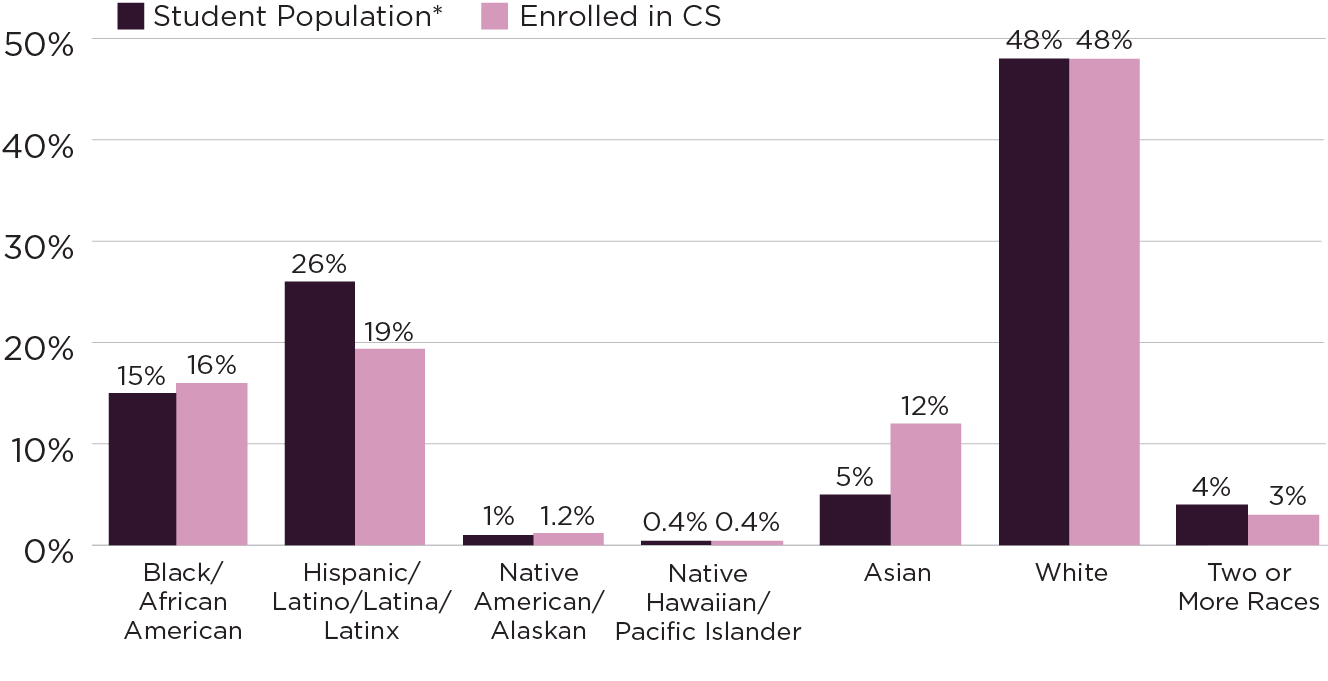 Student Population* Enrolled in CS
50%
40%
30%
20%
10%
0%
15% 16%
26% 19%
1% 1.2%
0.4% 0.4%
5% 12%
48% 48%
4% 3%
Black/
African
American
Hispanic/
Latino/Latina/
Latinx
Native
American/
Alaskan
Native
Hawaiian/
Pacific Islander
Asian
White
Two or
More Races